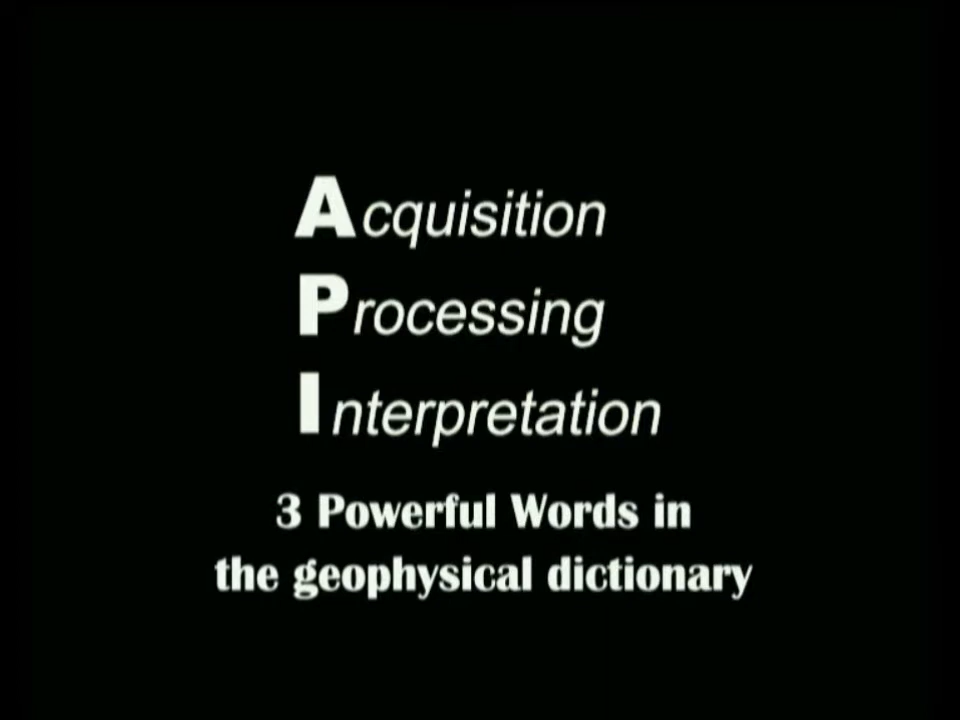 Acquisition
Processing
Interpretation
3 Powerful Words in
the geophysical dictionary